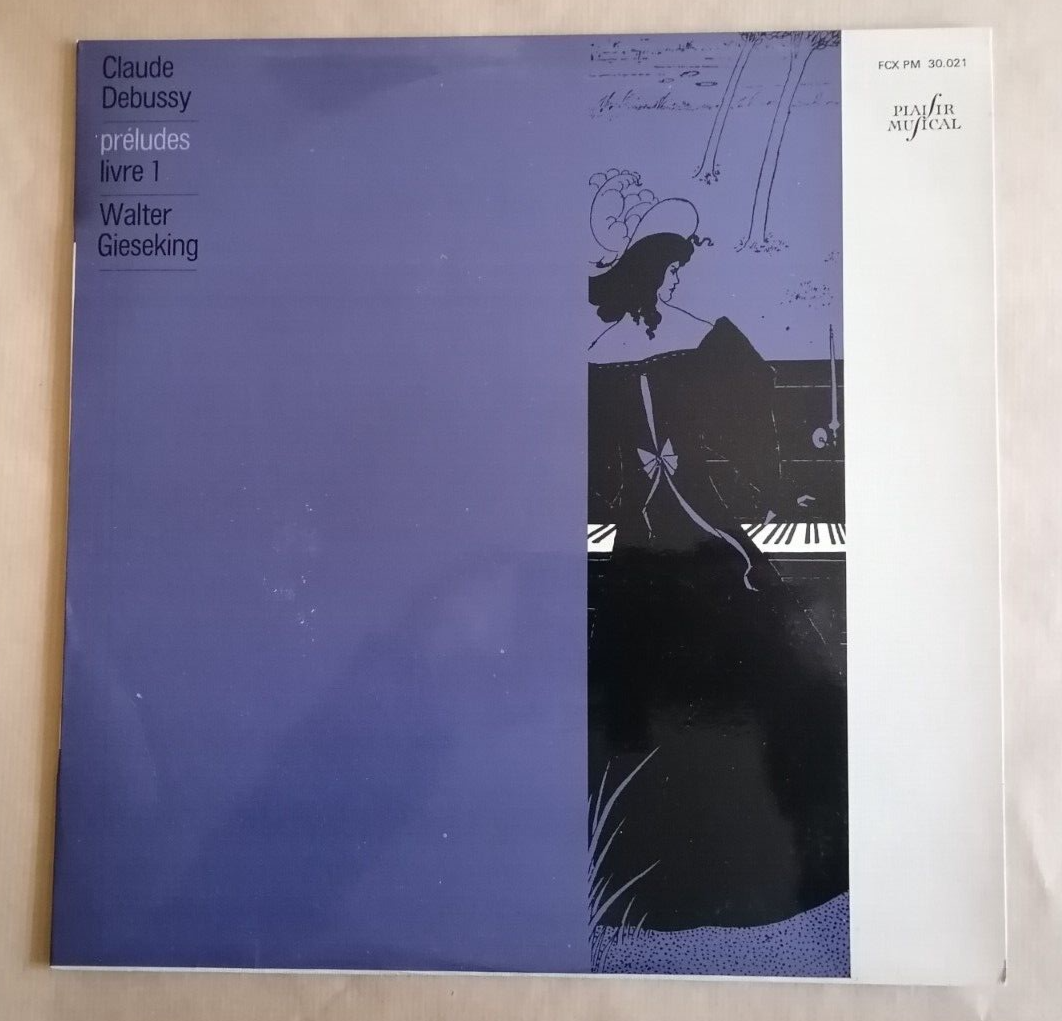 Claude
Debussy
préludes
livre 1
Walter
Gieseking
FCX PM 30.021
PLAISIR
MUSICAL